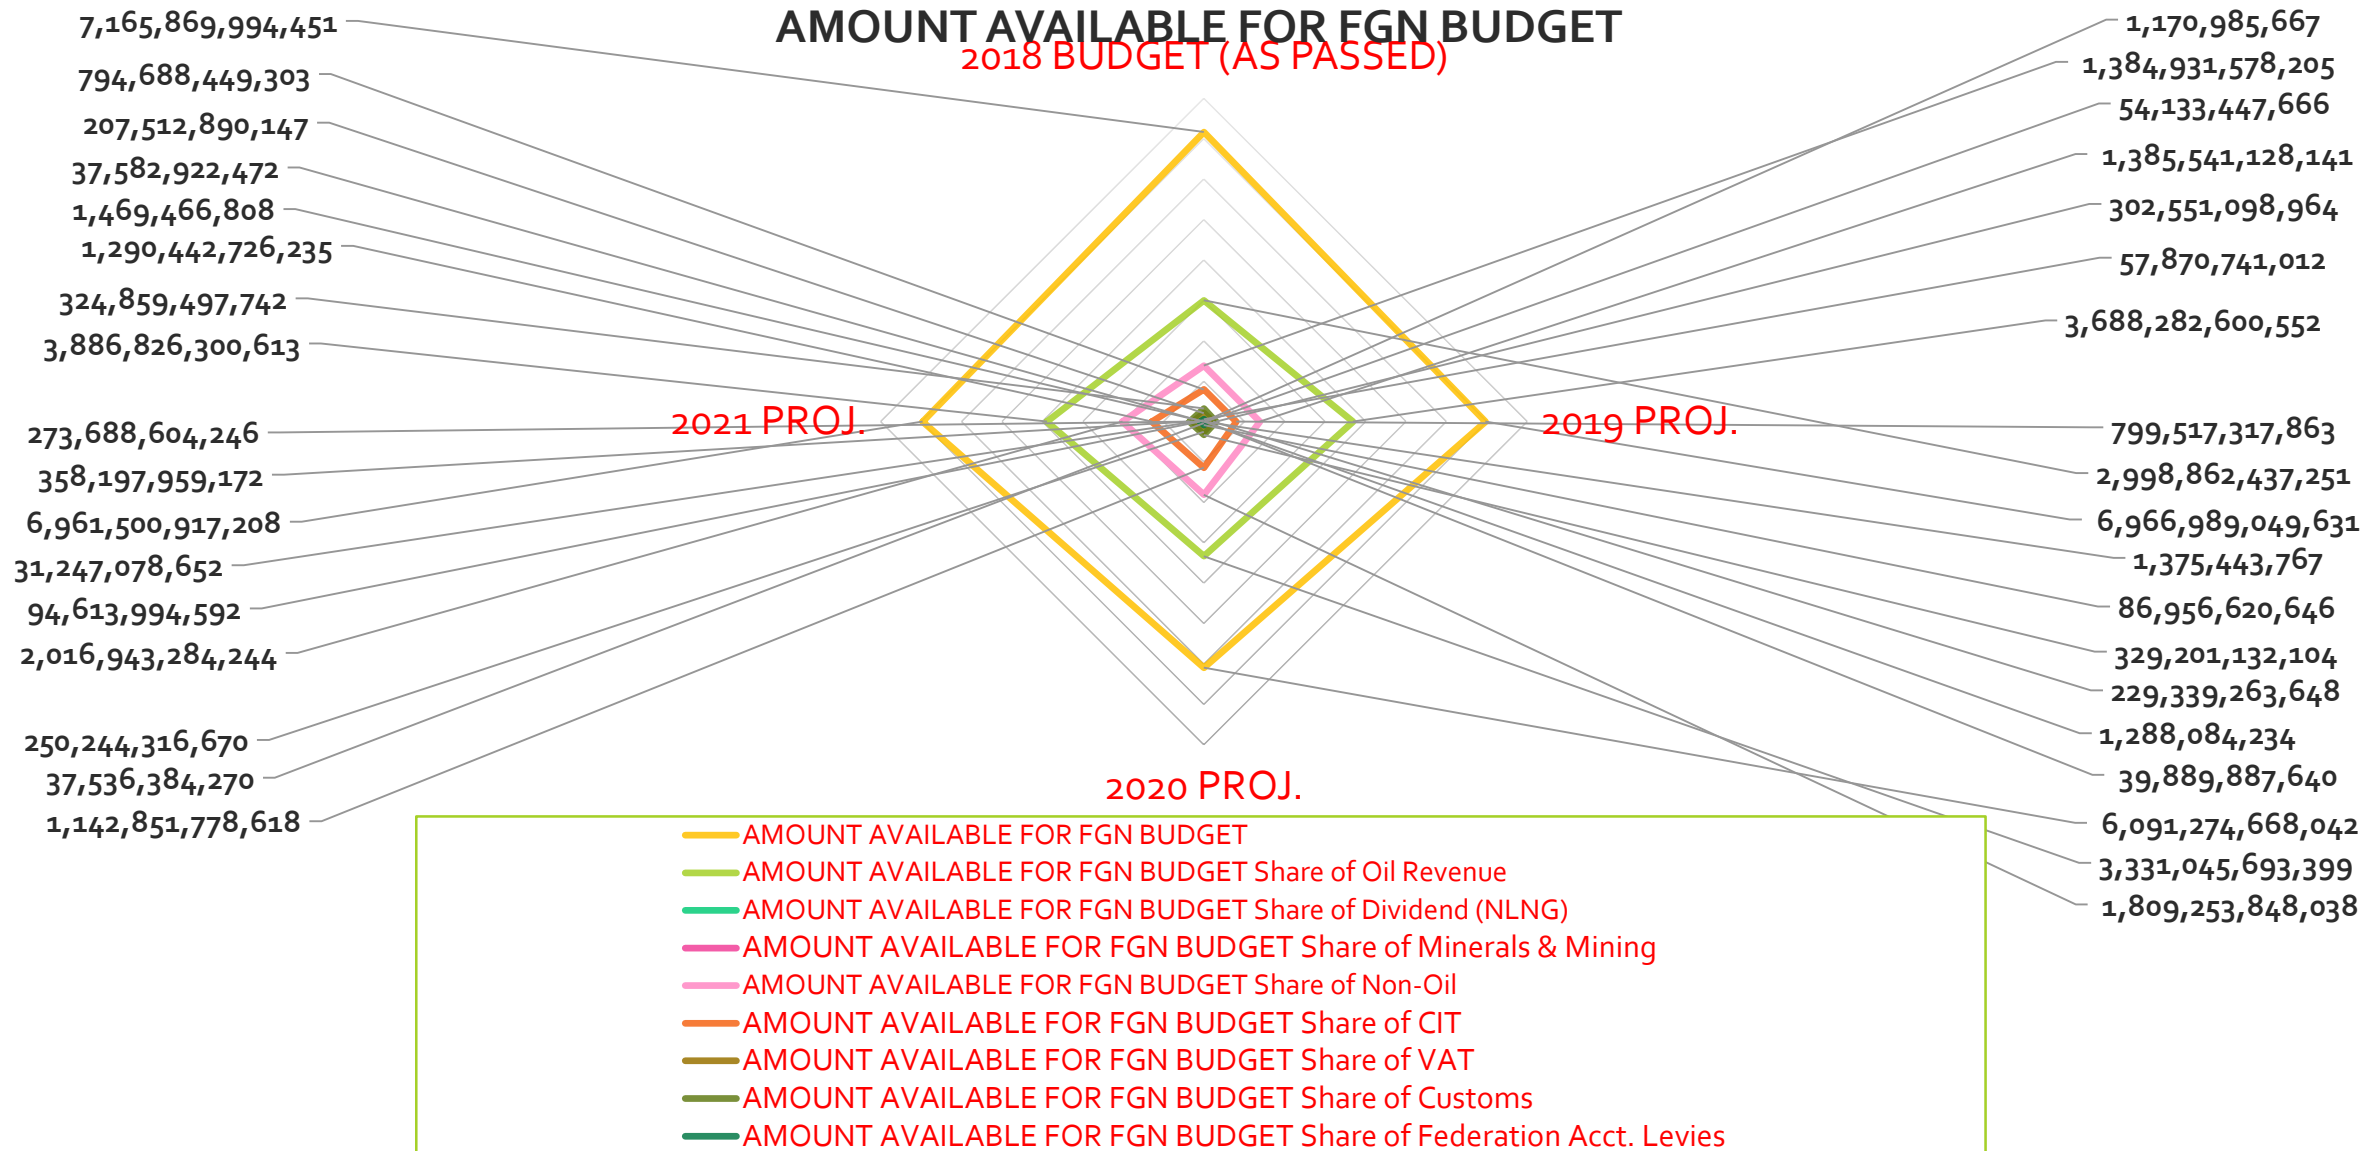 AMOUNT AVAILABLE FOR FGN BUDGET
2018 BUDGET (AS PASSED)
7,165,869,994,451
794,688,449,303
207,512,890,147
37,582,922,472
1,469,466,808
1,290,442,726,235
324,859,497,742
3,886,826,300,613
273,688,604,246
358,197,959,172
6,961,500,917,208
31,247,078,652
94,613,994,592
2,016,943,284,244
250,244,316,670
37,536,384,270
1,142,851,778,618
2021 PROJ.
2019 PROJ.
1,170,985,667
1,384,931,578,205
54,133,447,666
1,385,541,128,141
302,551,098,964
57,870,741,012
3,688,282,600,552
799,517,317,863
2,998,862,437,251
6,966,989,049,631
1,375,443,767
86,956,620,646
329,201,132,104
229,339,263,648
1,288,084,234
39,889,887,640
6,091,274,668,042
3,331,045,693,399
1,809,253,848,038
2020 PROJ.
AMOUNT AVAILABLE FOR FGN BUDGET
AMOUNT AVAILABLE FOR FGN BUDGET Share of Oil Revenue
AMOUNT AVAILABLE FOR FGN BUDGET Share of Dividend (NLNG)
AMOUNT AVAILABLE FOR FGN BUDGET Share of Minerals & Mining
AMOUNT AVAILABLE FOR FGN BUDGET Share of Non-Oil
AMOUNT AVAILABLE FOR FGN BUDGET Share of CIT
AMOUNT AVAILABLE FOR FGN BUDGET Share of VAT
AMOUNT AVAILABLE FOR FGN BUDGET Share of Customs
AMOUNT AVAILABLE FOR FGN BUDGET Share of Federation Acct. Levies